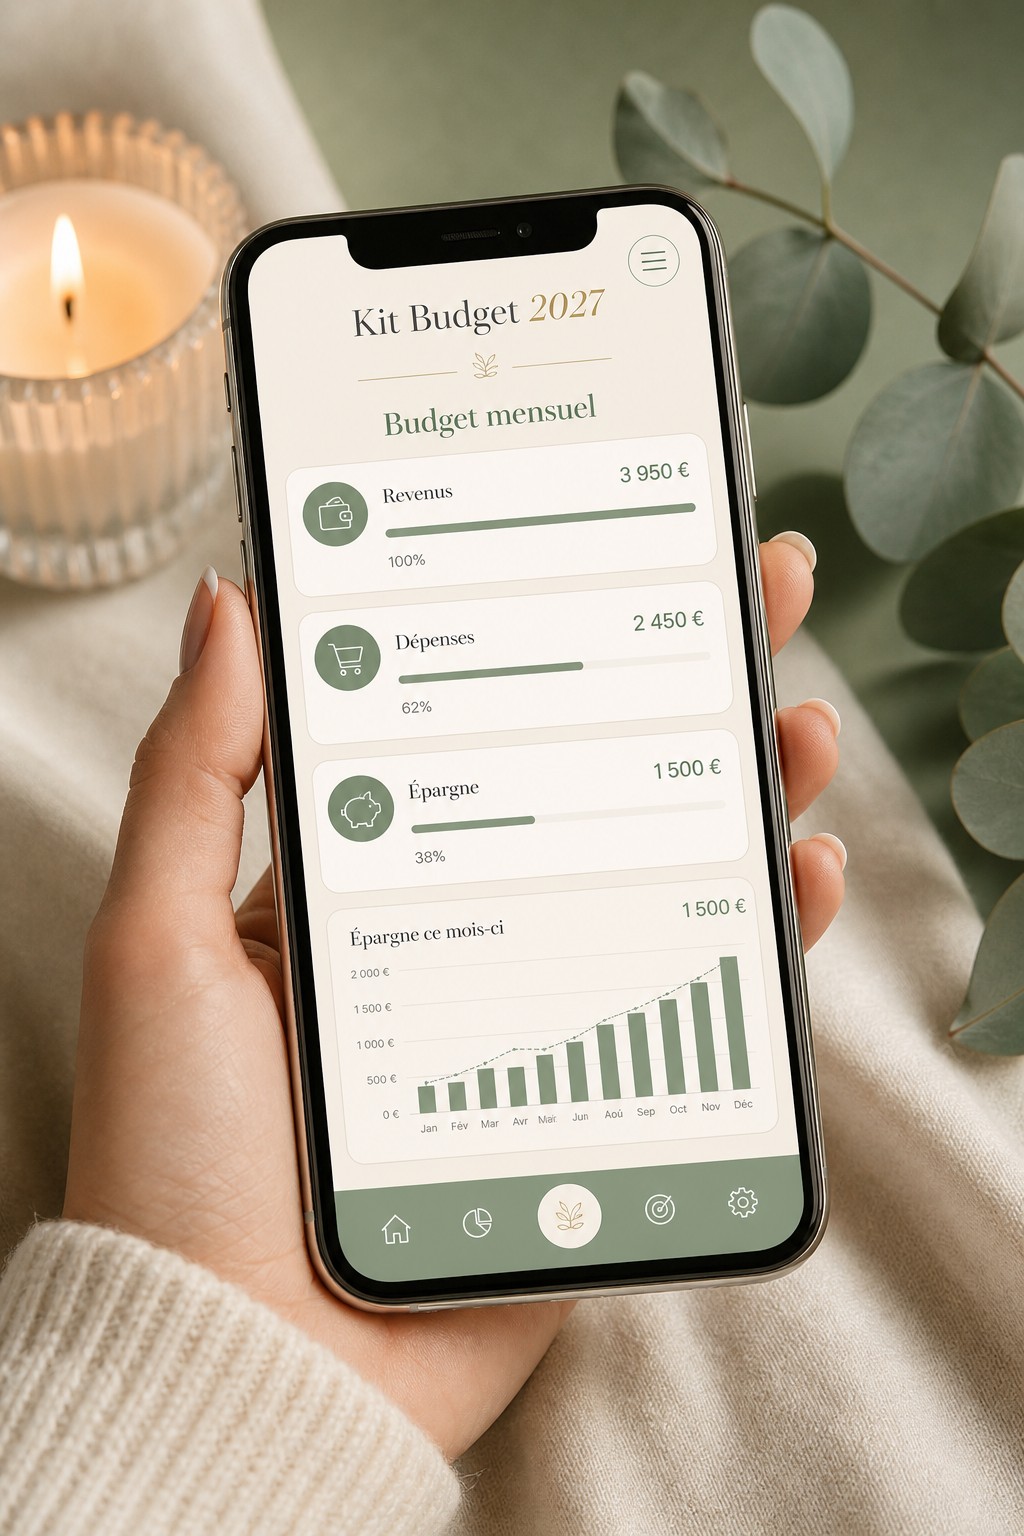 Kit Budget 2027
Budget mensuel
Revenus
3 950 €
100%
Dépenses
2 450 €
62%
Épargne
1 500 €
38%
Épargne ce mois-ci
1 500 €
2 000 €
1 500 €
1 000 €
500 €
0 €
Jan Fév Mar Avr Jun Aoû Sep Oct Nov Déc